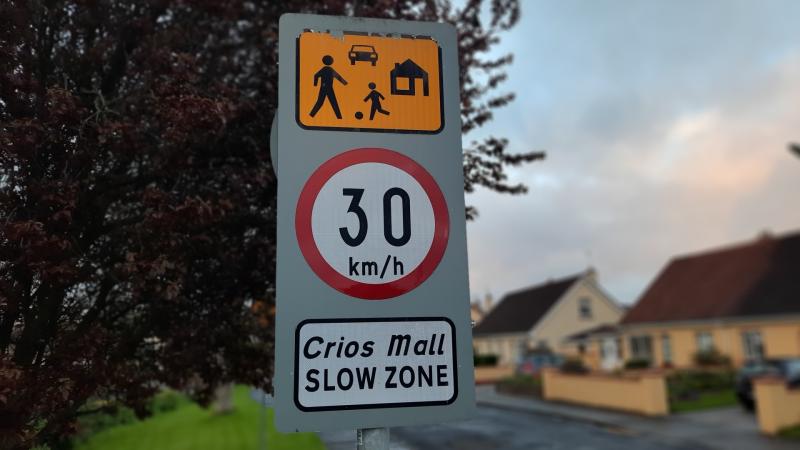 30
km/h
Crios Mall
SLOW ZONE